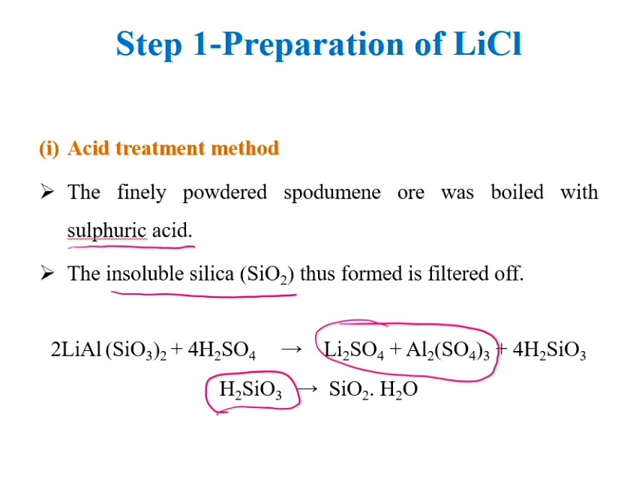 Step 1-Preparation of LiCl
(i) Acid treatment method
➢ The finely powdered spodumene ore was boiled with
sulphuric acid.
➢ The insoluble silica (SiO₂) thus formed is filtered off.
2LiAl (SiO₃)₂ + 4H₂SO₄ → Li₂SO₄ + Al₂(SO₄)₃ + 4H₂SiO₃
H₂SiO₃ → SiO₂. H₂O